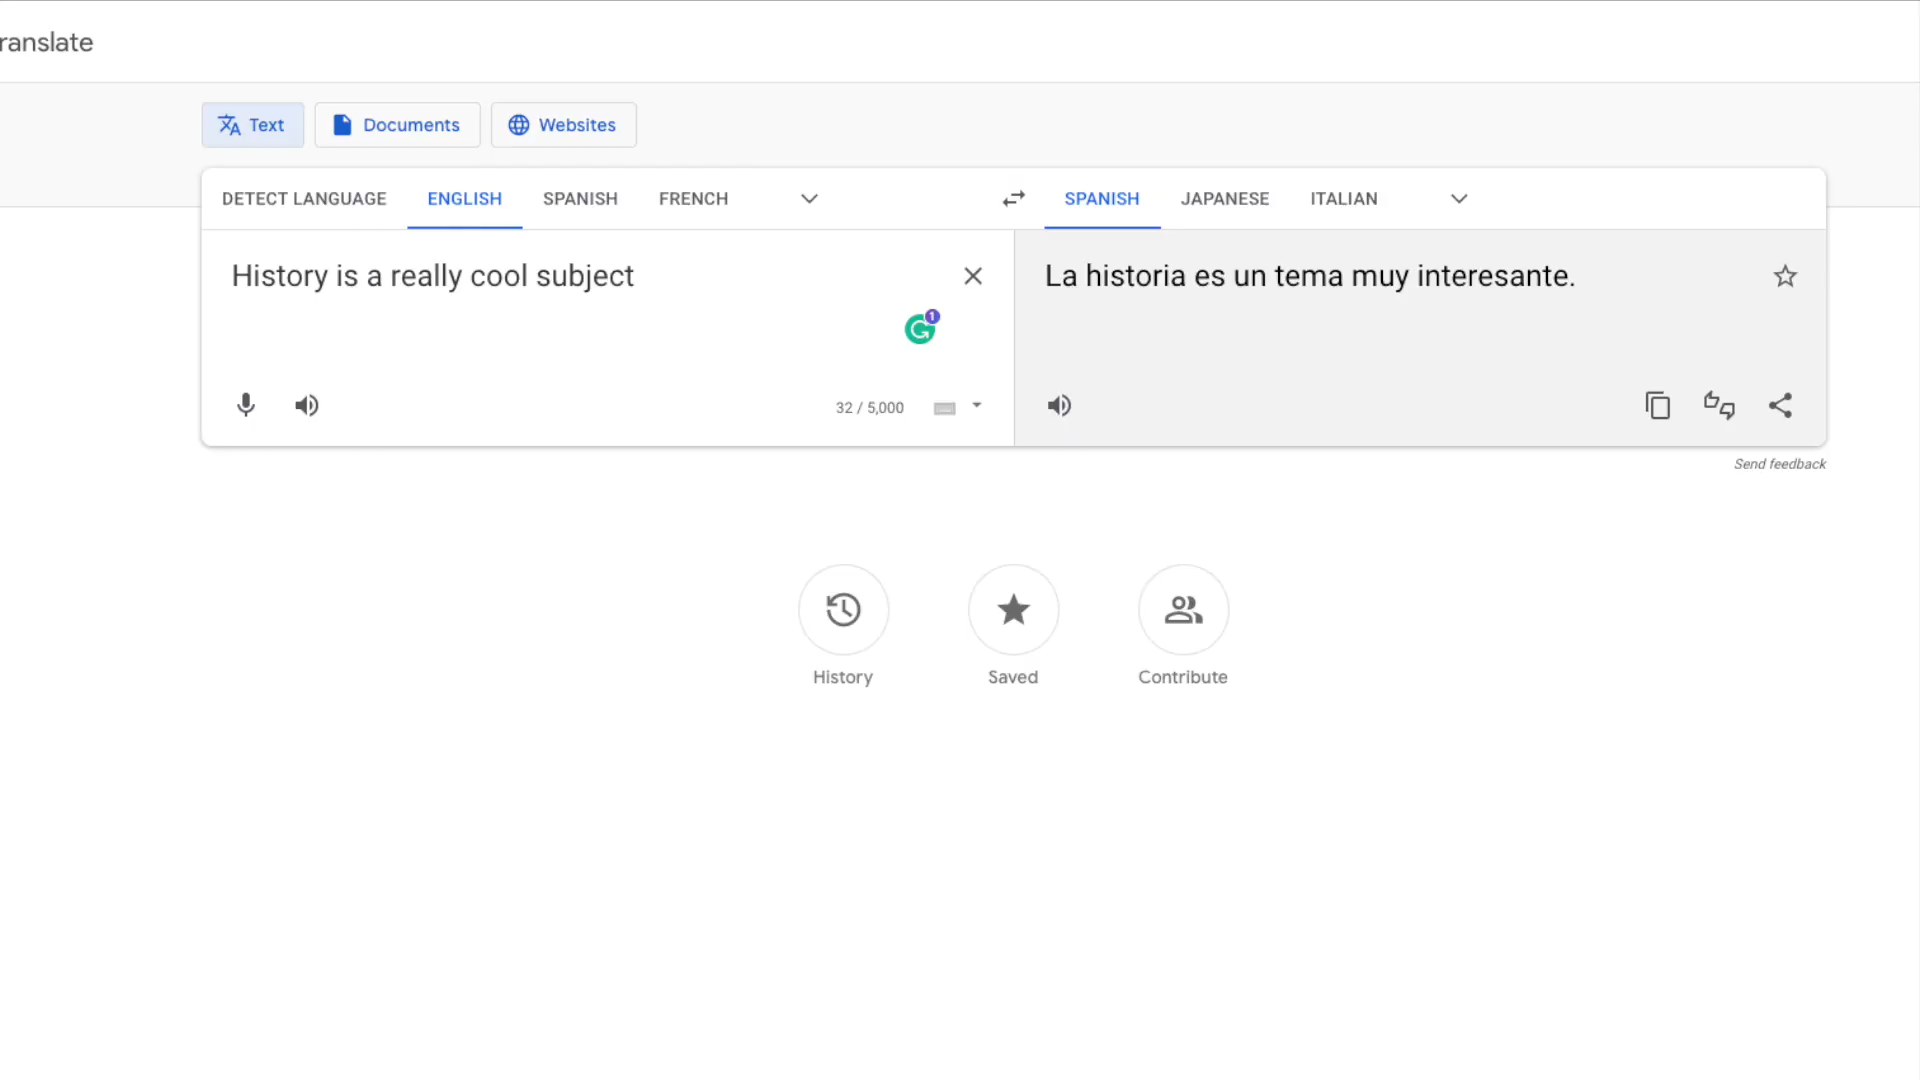 ranslate
Text
Documents
Websites
DETECT LANGUAGE
ENGLISH
SPANISH
FRENCH
SPANISH
JAPANESE
ITALIAN
History is a really cool subject
La historia es un tema muy interesante.
1
32 / 5,000
Send feedback
History
Saved
Contribute